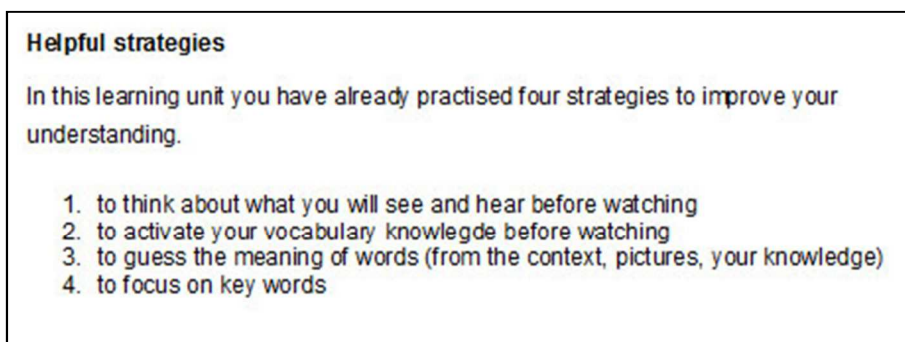 Helpful strategies
In this learning unit you have already practised four strategies to improve your
understanding.
1. to think about what you will see and hear before watching
2. to activate your vocabulary knowlegde before watching
3. to guess the meaning of words (from the context, pictures, your knowledge)
4. to focus on key words